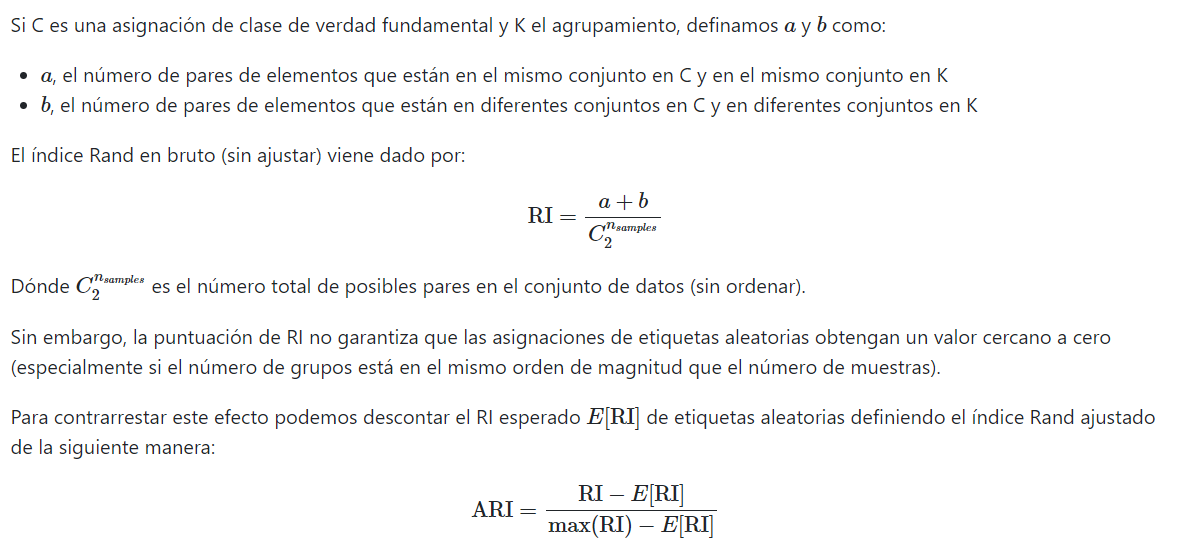 Si C es una asignación de clase de verdad fundamental y K el agrupamiento, definamos a y b como:
• a, el número de pares de elementos que están en el mismo conjunto en C y en el mismo conjunto en K
• b, el número de pares de elementos que están en diferentes conjuntos en C y en diferentes conjuntos en K
El índice Rand en bruto (sin ajustar) viene dado por:
$$\text{RI} = \frac{a + b}{C_2^{n_{samples}}}$$
Dónde $C_2^{n_{samples}}$ es el número total de posibles pares en el conjunto de datos (sin ordenar).
Sin embargo, la puntuación de RI no garantiza que las asignaciones de etiquetas aleatorias obtengan un valor cercano a cero
(especialmente si el número de grupos está en el mismo orden de magnitud que el número de muestras).
Para contrarrestar este efecto podemos descontar el RI esperado $E[\text{RI}]$ de etiquetas aleatorias definiendo el índice Rand ajustado
de la siguiente manera:
$$\text{ARI} = \frac{\text{RI} - E[\text{RI}]}{\max(\text{RI}) - E[\text{RI}]}$$